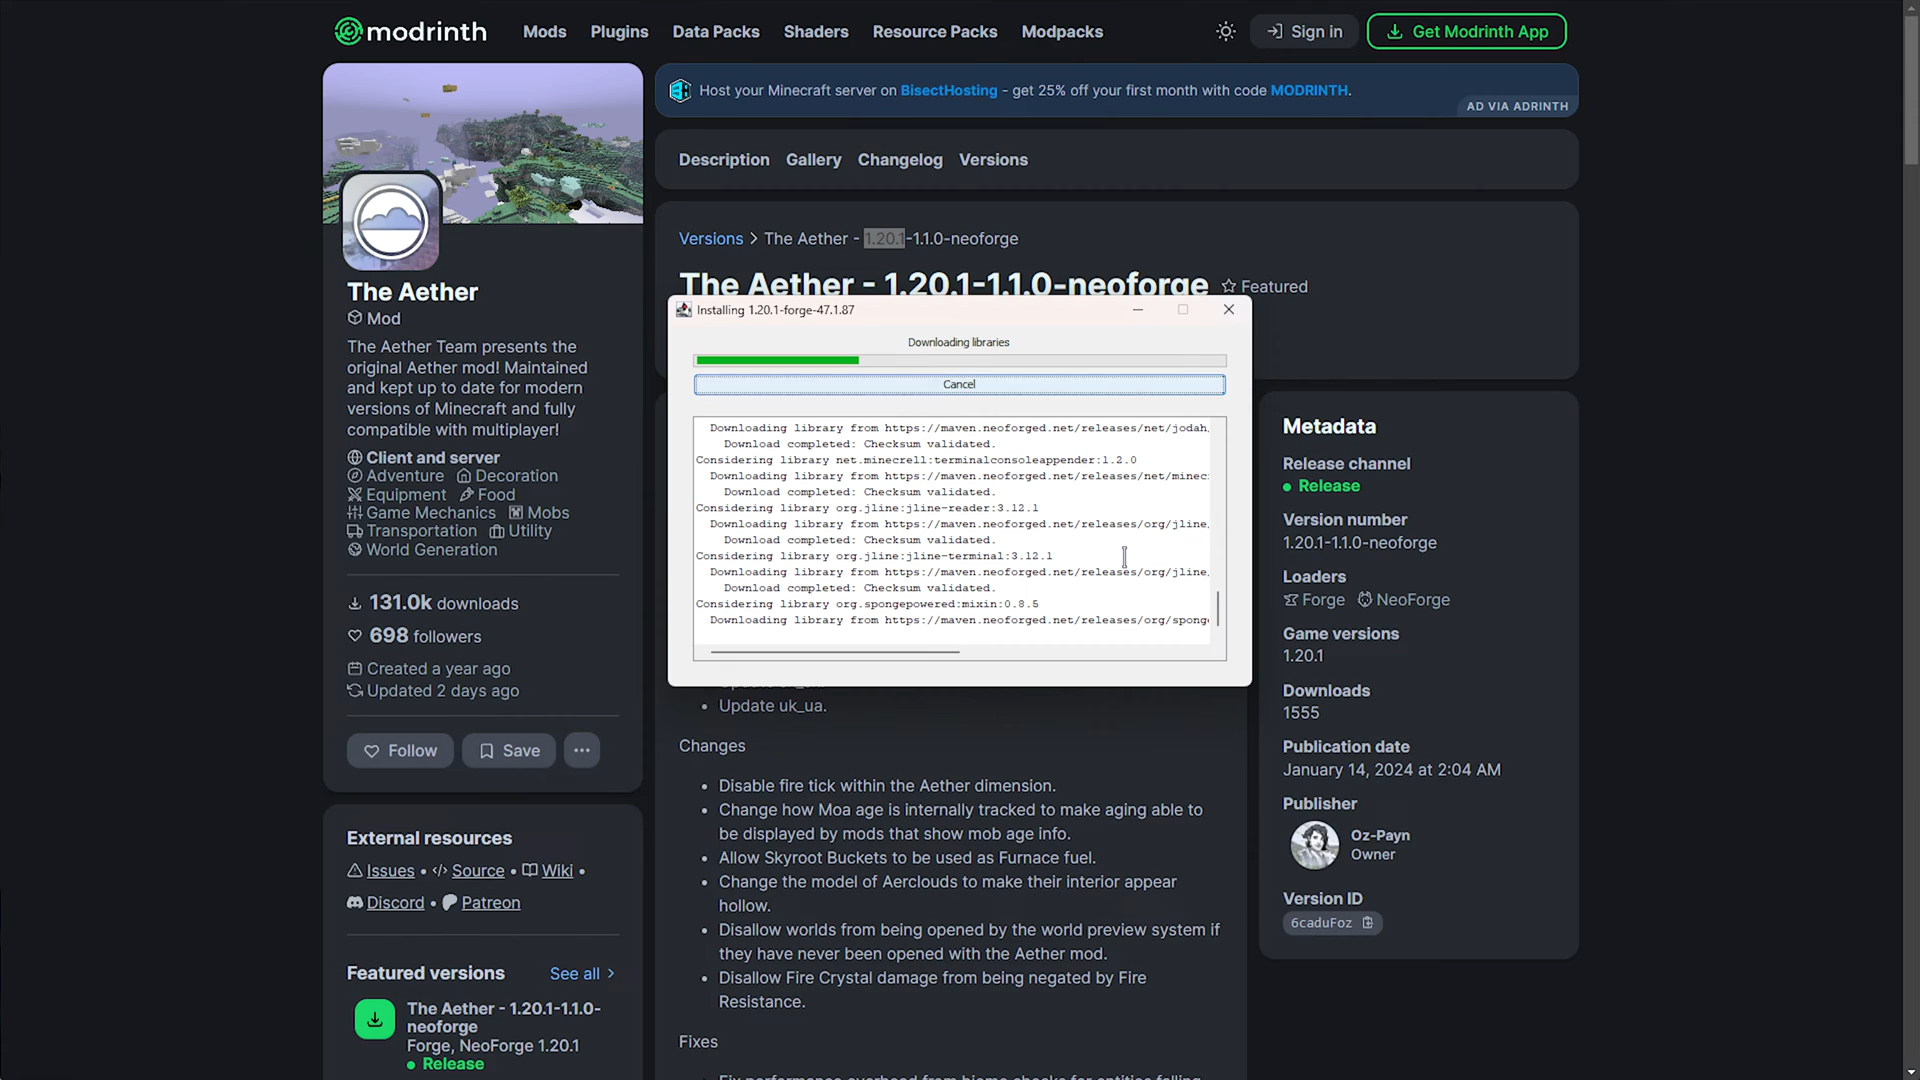 modrinth
Mods Plugins Data Packs Shaders Resource Packs Modpacks
Sign in
Get Modrinth App
Host your Minecraft server on BisectHosting - get 25% off your first month with code MODRINTH.
AD VIA ADRINTH
Description Gallery Changelog Versions
Versions > The Aether - 1.20.1-1.1.0-neoforge
The Aether - 1.20.1-1.1.0-neoforge
Featured
The Aether
Mod
The Aether Team presents the
original Aether mod! Maintained
and kept up to date for modern
versions of Minecraft and fully
compatible with multiplayer!
Client and server
Adventure Decoration
Equipment Food
Game Mechanics Mobs
Transportation Utility
World Generation
131.0k downloads
698 followers
Created a year ago
Updated 2 days ago
Follow Save
External resources
Issues • Source • Wiki •
Discord • Patreon
Featured versions See all >
The Aether - 1.20.1-1.1.0-
neoforge
Forge, NeoForge 1.20.1
• Release
Installing 1.20.1-forge-47.1.87
Downloading libraries
Cancel
Downloading library from https://maven.neoforged.net/releases/net/jodah
Download completed: Checksum validated.
Considering library net.minecrell:terminalconsoleappender:1.2.0
Downloading library from https://maven.neoforged.net/releases/net/minec
Download completed: Checksum validated.
Considering library org.jline:jline-reader:3.12.1
Downloading library from https://maven.neoforged.net/releases/org/jline
Download completed: Checksum validated.
Considering library org.jline:jline-terminal:3.12.1
Downloading library from https://maven.neoforged.net/releases/org/jline
Download completed: Checksum validated.
Considering library org.spongepowered:mixin:0.8.5
Downloading library from https://maven.neoforged.net/releases/org/spong
• Update uk_ua.
Changes
• Disable fire tick within the Aether dimension.
• Change how Moa age is internally tracked to make aging able to
be displayed by mods that show mob age info.
• Allow Skyroot Buckets to be used as Furnace fuel.
• Change the model of Aerclouds to make their interior appear
hollow.
• Disallow worlds from being opened by the world preview system if
they have never been opened with the Aether mod.
• Disallow Fire Crystal damage from being negated by Fire
Resistance.
Fixes
Metadata
Release channel
• Release
Version number
1.20.1-1.1.0-neoforge
Loaders
Forge NeoForge
Game versions
1.20.1
Downloads
1555
Publication date
January 14, 2024 at 2:04 AM
Publisher
Oz-Payn
Owner
Version ID
6caduFoz